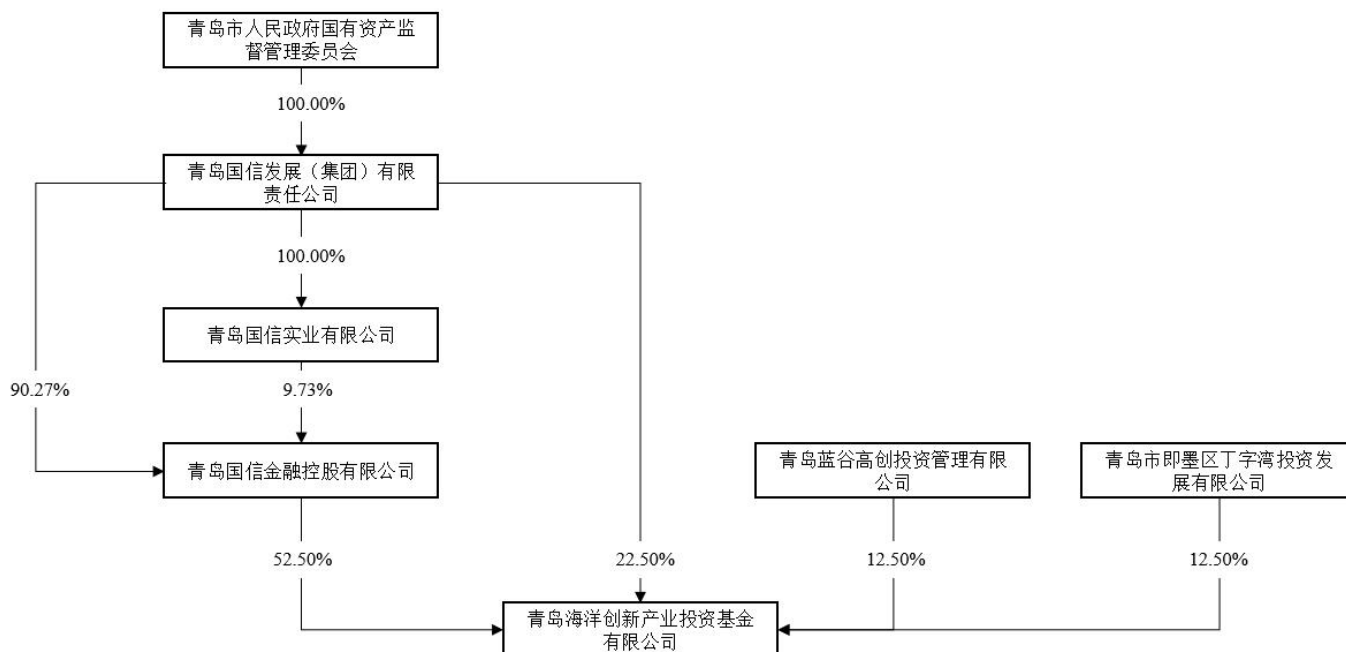 青岛市人民政府国有资产监
督管理委员会
100.00%
青岛国信发展（集团）有限
责任公司
100.00%
青岛国信实业有限公司
90.27%
9.73%
青岛国信金融控股有限公司
青岛蓝谷高创投资管理有限
公司
青岛市即墨区丁字湾投资发
展有限公司
52.50%
22.50%
12.50%
12.50%
青岛海洋创新产业投资基金
有限公司